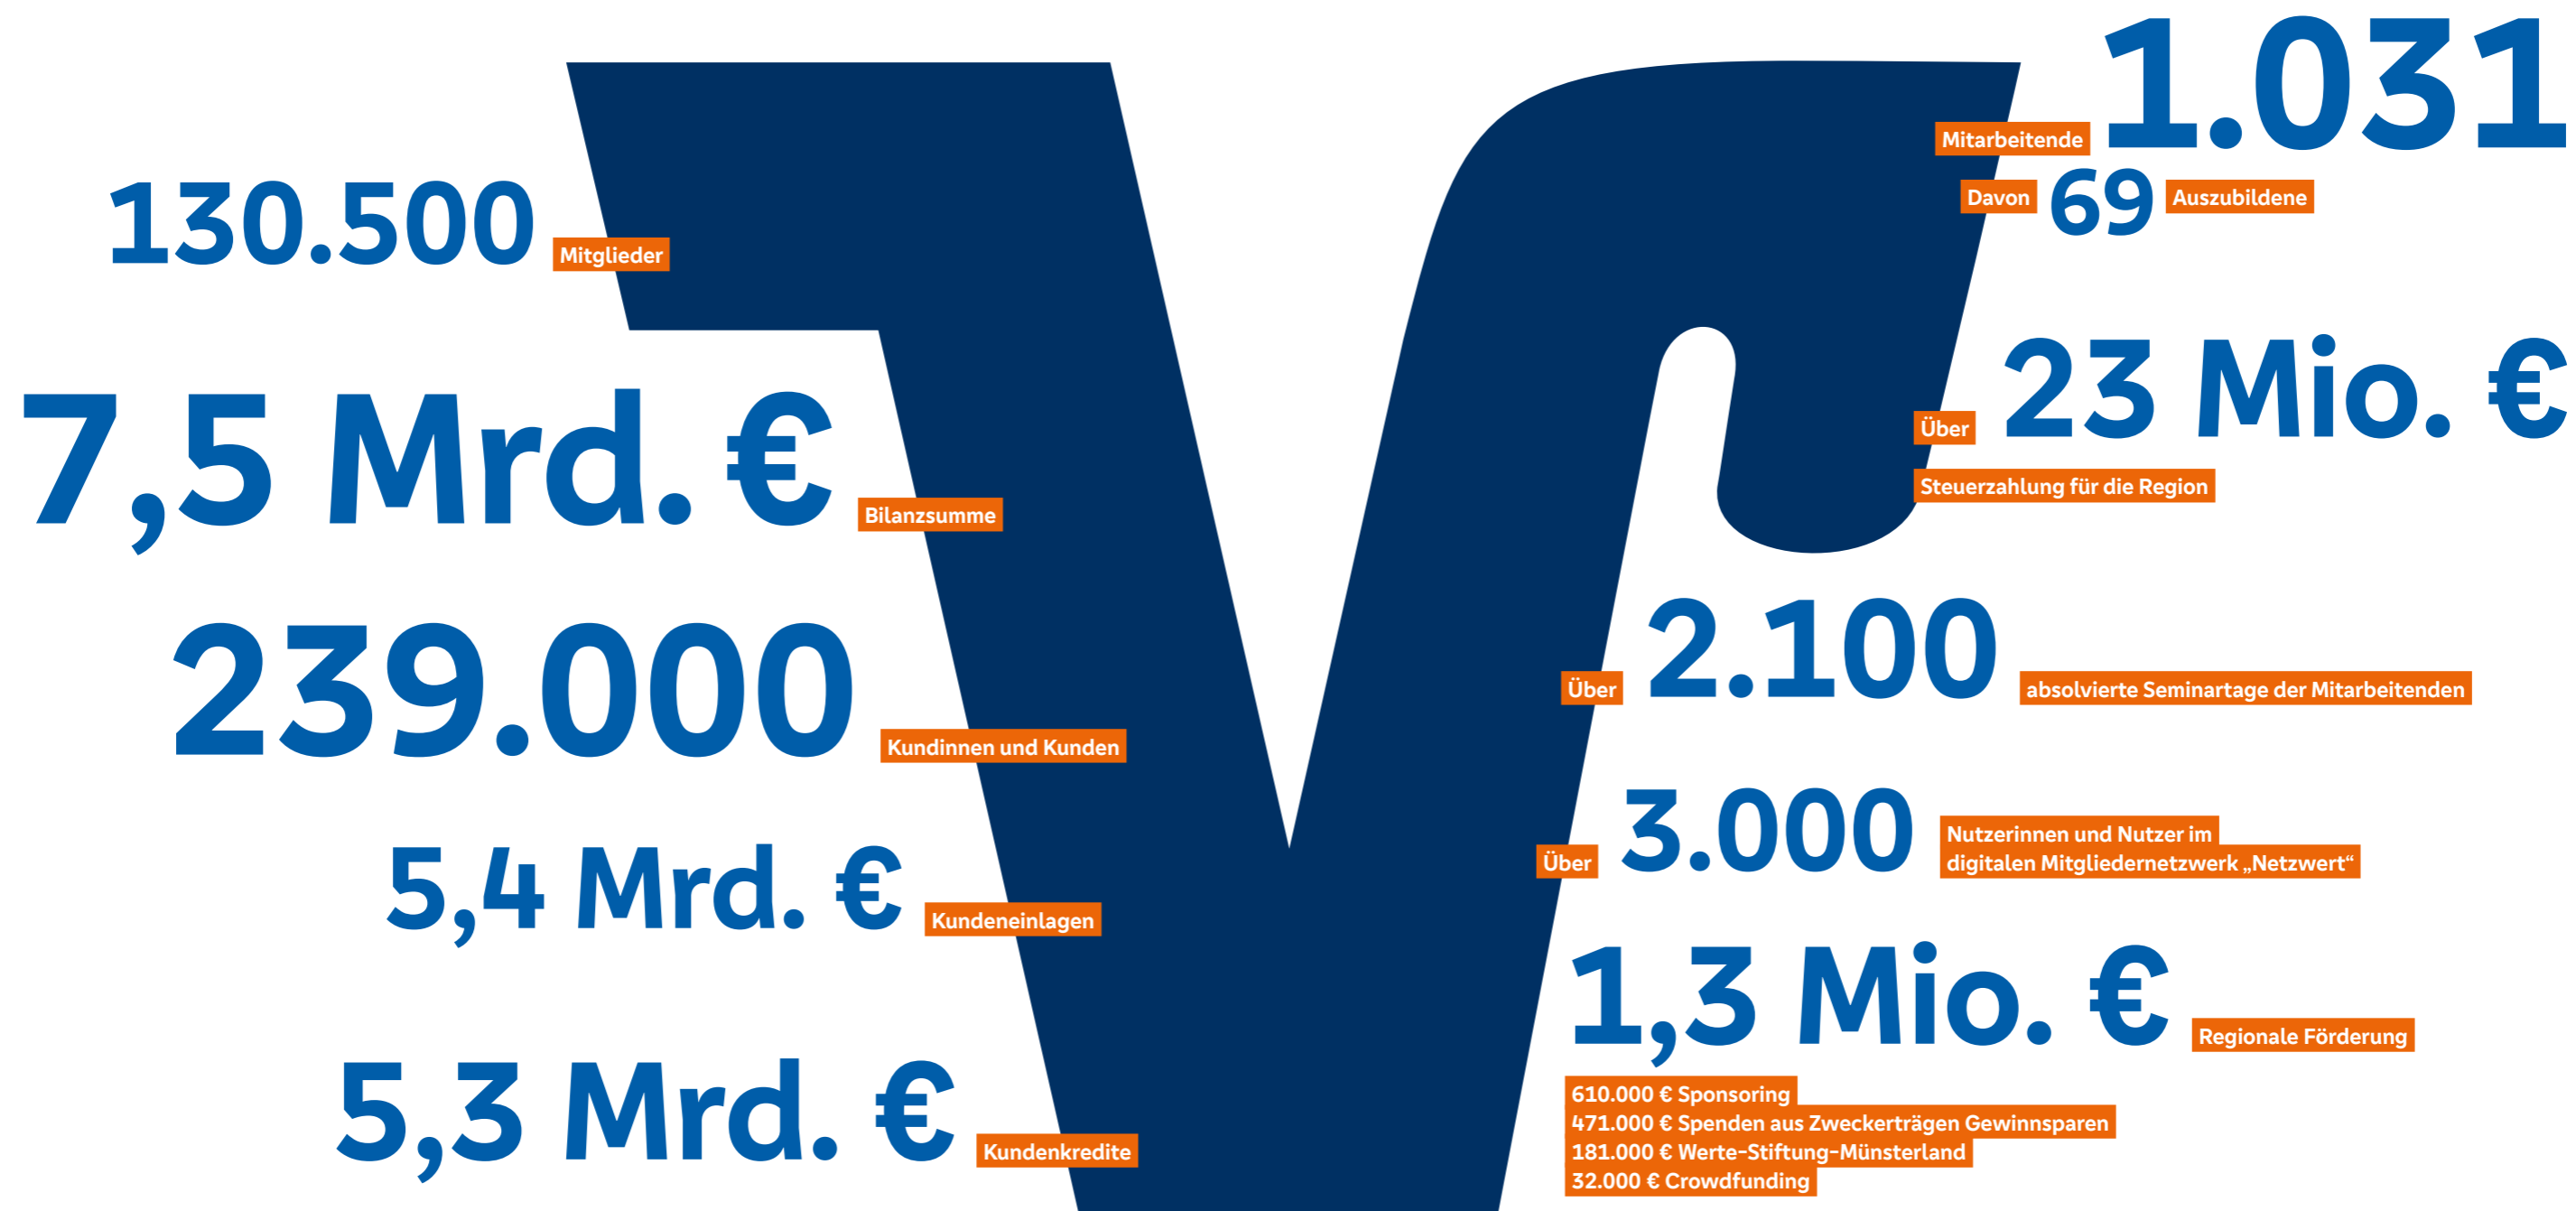 130.500 Mitglieder
7,5 Mrd. € Bilanzsumme
239.000 Kundinnen und Kunden
5,4 Mrd. € Kundeneinlagen
5,3 Mrd. € Kundenkredite
Mitarbeitende 1.031
Davon 69 Auszubildene
Über 23 Mio. €
Steuerzahlung für die Region
Über 2.100 absolvierte Seminartage der Mitarbeitenden
Über 3.000 Nutzerinnen und Nutzer im
digitalen Mitgliedernetzwerk „Netzwert“
1,3 Mio. € Regionale Förderung
610.000 € Sponsoring
471.000 € Spenden aus Zweckerträgen Gewinnsparen
181.000 € Werte-Stiftung-Münsterland
32.000 € Crowdfunding